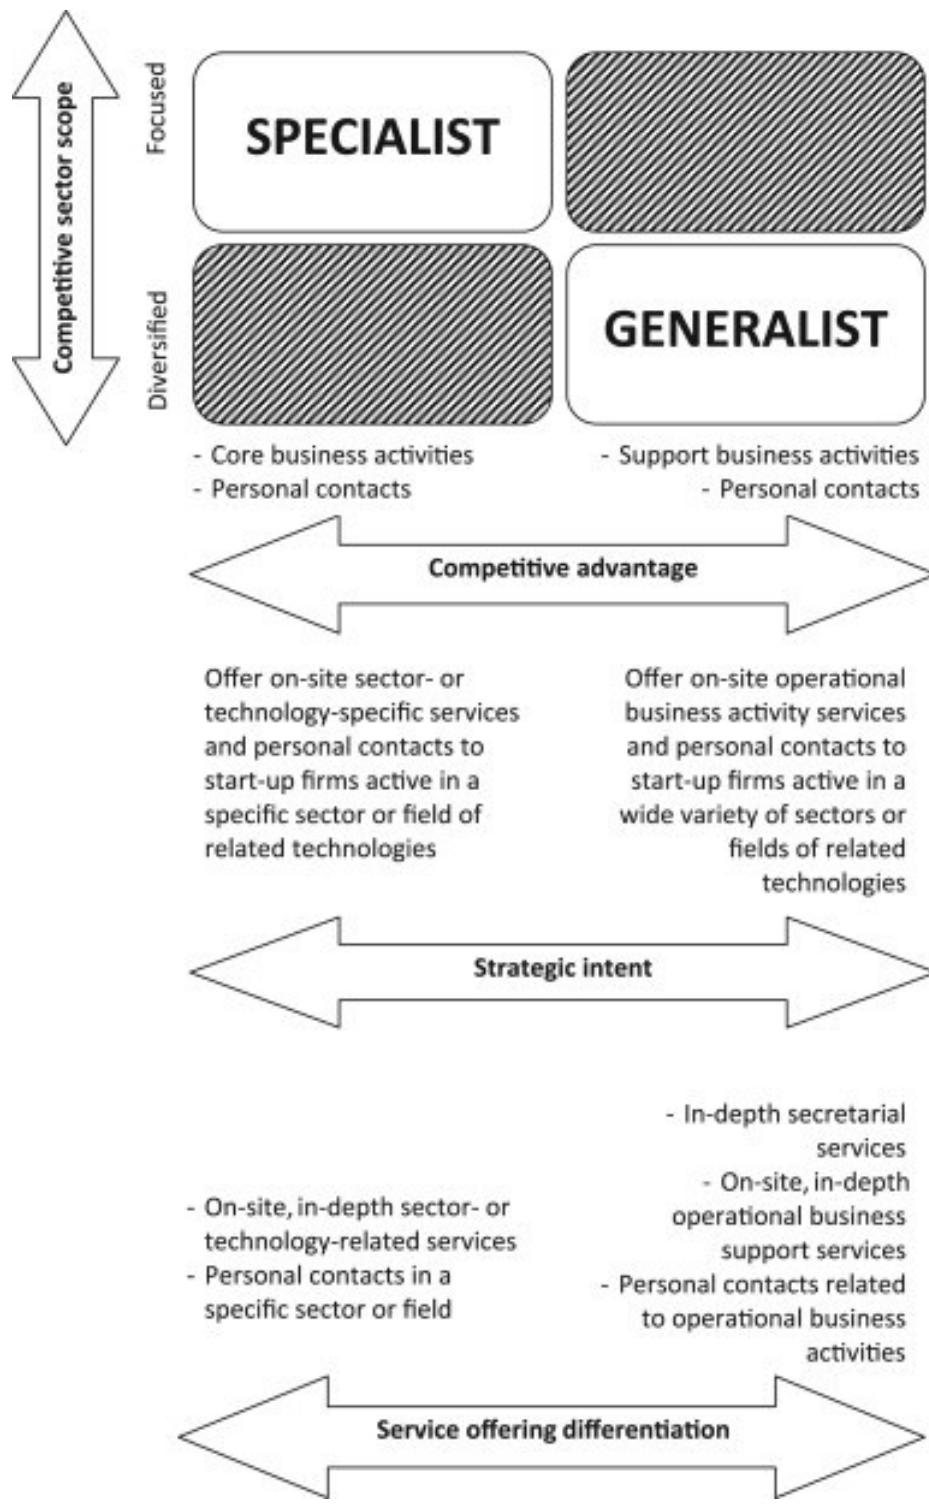 Competitive sector scope
Focused
Diversified
SPECIALIST
GENERALIST
- Core business activities
- Personal contacts
- Support business activities
- Personal contacts
Competitive advantage
Offer on-site sector- or
technology-specific services
and personal contacts to
start-up firms active in a
specific sector or field of
related technologies
Offer on-site operational
business activity services
and personal contacts to
start-up firms active in a
wide variety of sectors or
fields of related
technologies
Strategic intent
- On-site, in-depth sector- or
technology-related services
- Personal contacts in a
specific sector or field
- In-depth secretarial
services
- On-site, in-depth
operational business
support services
- Personal contacts related
to operational business
activities
Service offering differentiation